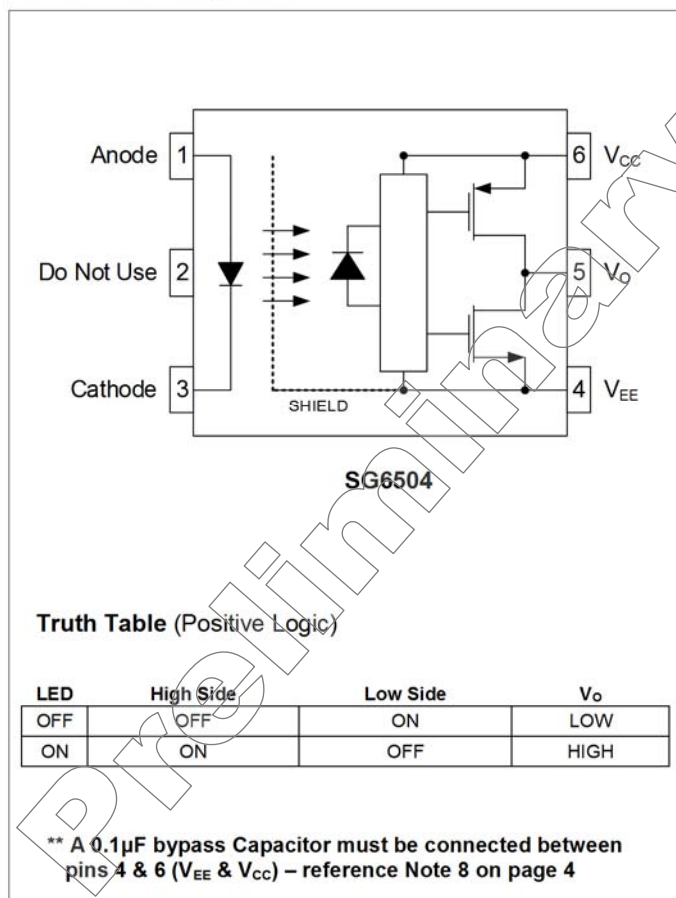 Anode 1
6 VCC
Do Not Use 2
5 VO
Cathode 3
SHIELD
4 VEE
SG6504
Preliminary
Truth Table (Positive Logic)
LED High Side Low Side VO
OFF OFF ON LOW
ON ON OFF HIGH
** A 0.1µF bypass Capacitor must be connected between
pins 4 & 6 (VEE & VCC) – reference Note 8 on page 4